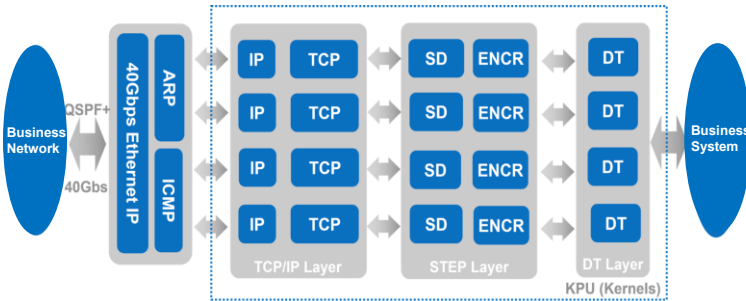 Business
Network
QSPF+
40Gbs
40Gbps Ethernet IP
ARP
ICMP
IP TCP SD ENCR DT
IP TCP SD ENCR DT
IP TCP SD ENCR DT
IP TCP SD ENCR DT
TCP/IP Layer STEP Layer DT Layer
KPU (Kernels)
Business
System